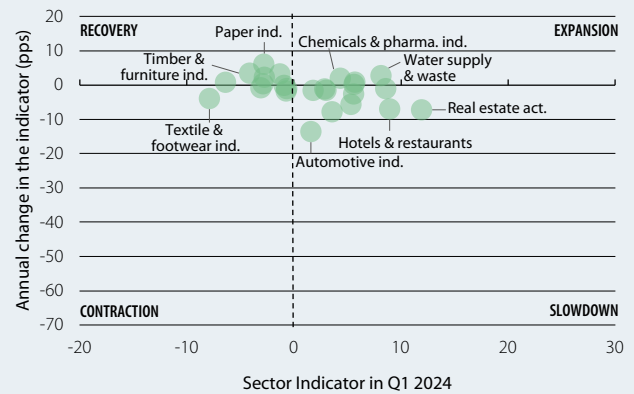 Annual change in the indicator (pps)
20
10
0
-10
-20
-30
-40
-50
-60
-70
RECOVERY
EXPANSION
Paper ind.
Chemicals & pharma. ind.
Timber &
furniture ind.
Water supply
& waste
Real estate act.
Textile &
footwear ind.
Hotels & restaurants
Automotive ind.
CONTRACTION
SLOWDOWN
-20
-10
0
10
20
30
Sector Indicator in Q1 2024